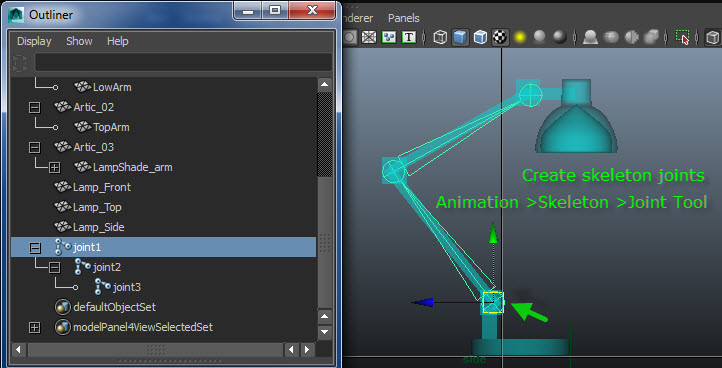 Outliner
Display Show Help
LowArm
Artic_02
TopArm
Artic_03
LampShade_arm
Lamp_Front
Lamp_Top
Lamp_Side
joint1
joint2
joint3
defaultObjectSet
modelPanel4ViewSelectedSet
Panels
Create skeleton joints
Animation >Skeleton >Joint Tool
side